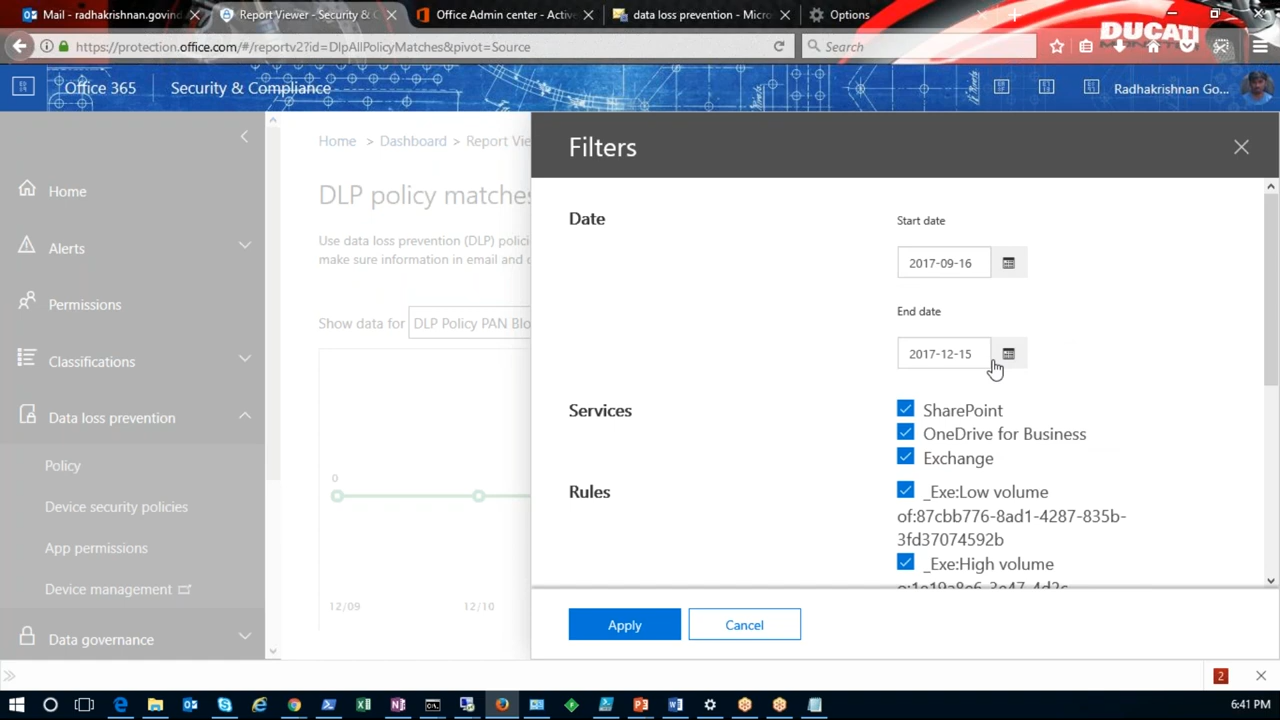 Mail - radhakrishnan.govind
Report Viewer - Security & C
Office Admin center - Active
data loss prevention - Micro
Options
https://protection.office.com/#/reportv2?id=DlpAllPolicyMatches&pivot=Source
Search
DUCATI
Office 365
Security & Compliance
Radhakrishnan Go...
Home
Alerts
Permissions
Classifications
Data loss prevention
Policy
Device security policies
App permissions
Device management
Data governance
Home > Dashboard > Report Vie
DLP policy matches
Use data loss prevention (DLP) polici
make sure information in email and
Show data for
DLP Policy PAN Blo
0
12/09
12/10
Filters
Date
Start date
2017-09-16
End date
2017-12-15
Services
SharePoint
OneDrive for Business
Exchange
Rules
_Exe:Low volume
of:87cbb776-8ad1-4287-835b-
3fd37074592b
_Exe:High volume
Apply
Cancel
2
6:41 PM